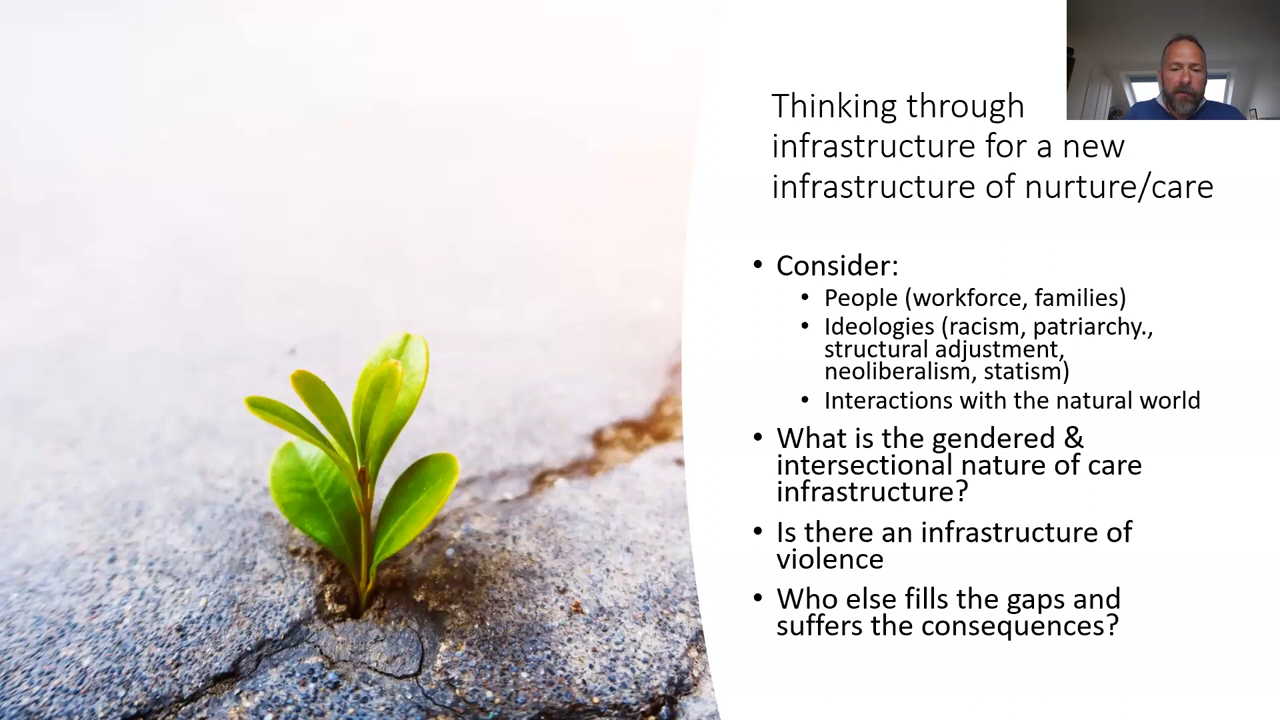 Thinking through
infrastructure for a new
infrastructure of nurture/care
• Consider:
• People (workforce, families)
• Ideologies (racism, patriarchy.,
structural adjustment,
neoliberalism, statism)
• Interactions with the natural world
• What is the gendered &
intersectional nature of care
infrastructure?
• Is there an infrastructure of
violence
• Who else fills the gaps and
suffers the consequences?